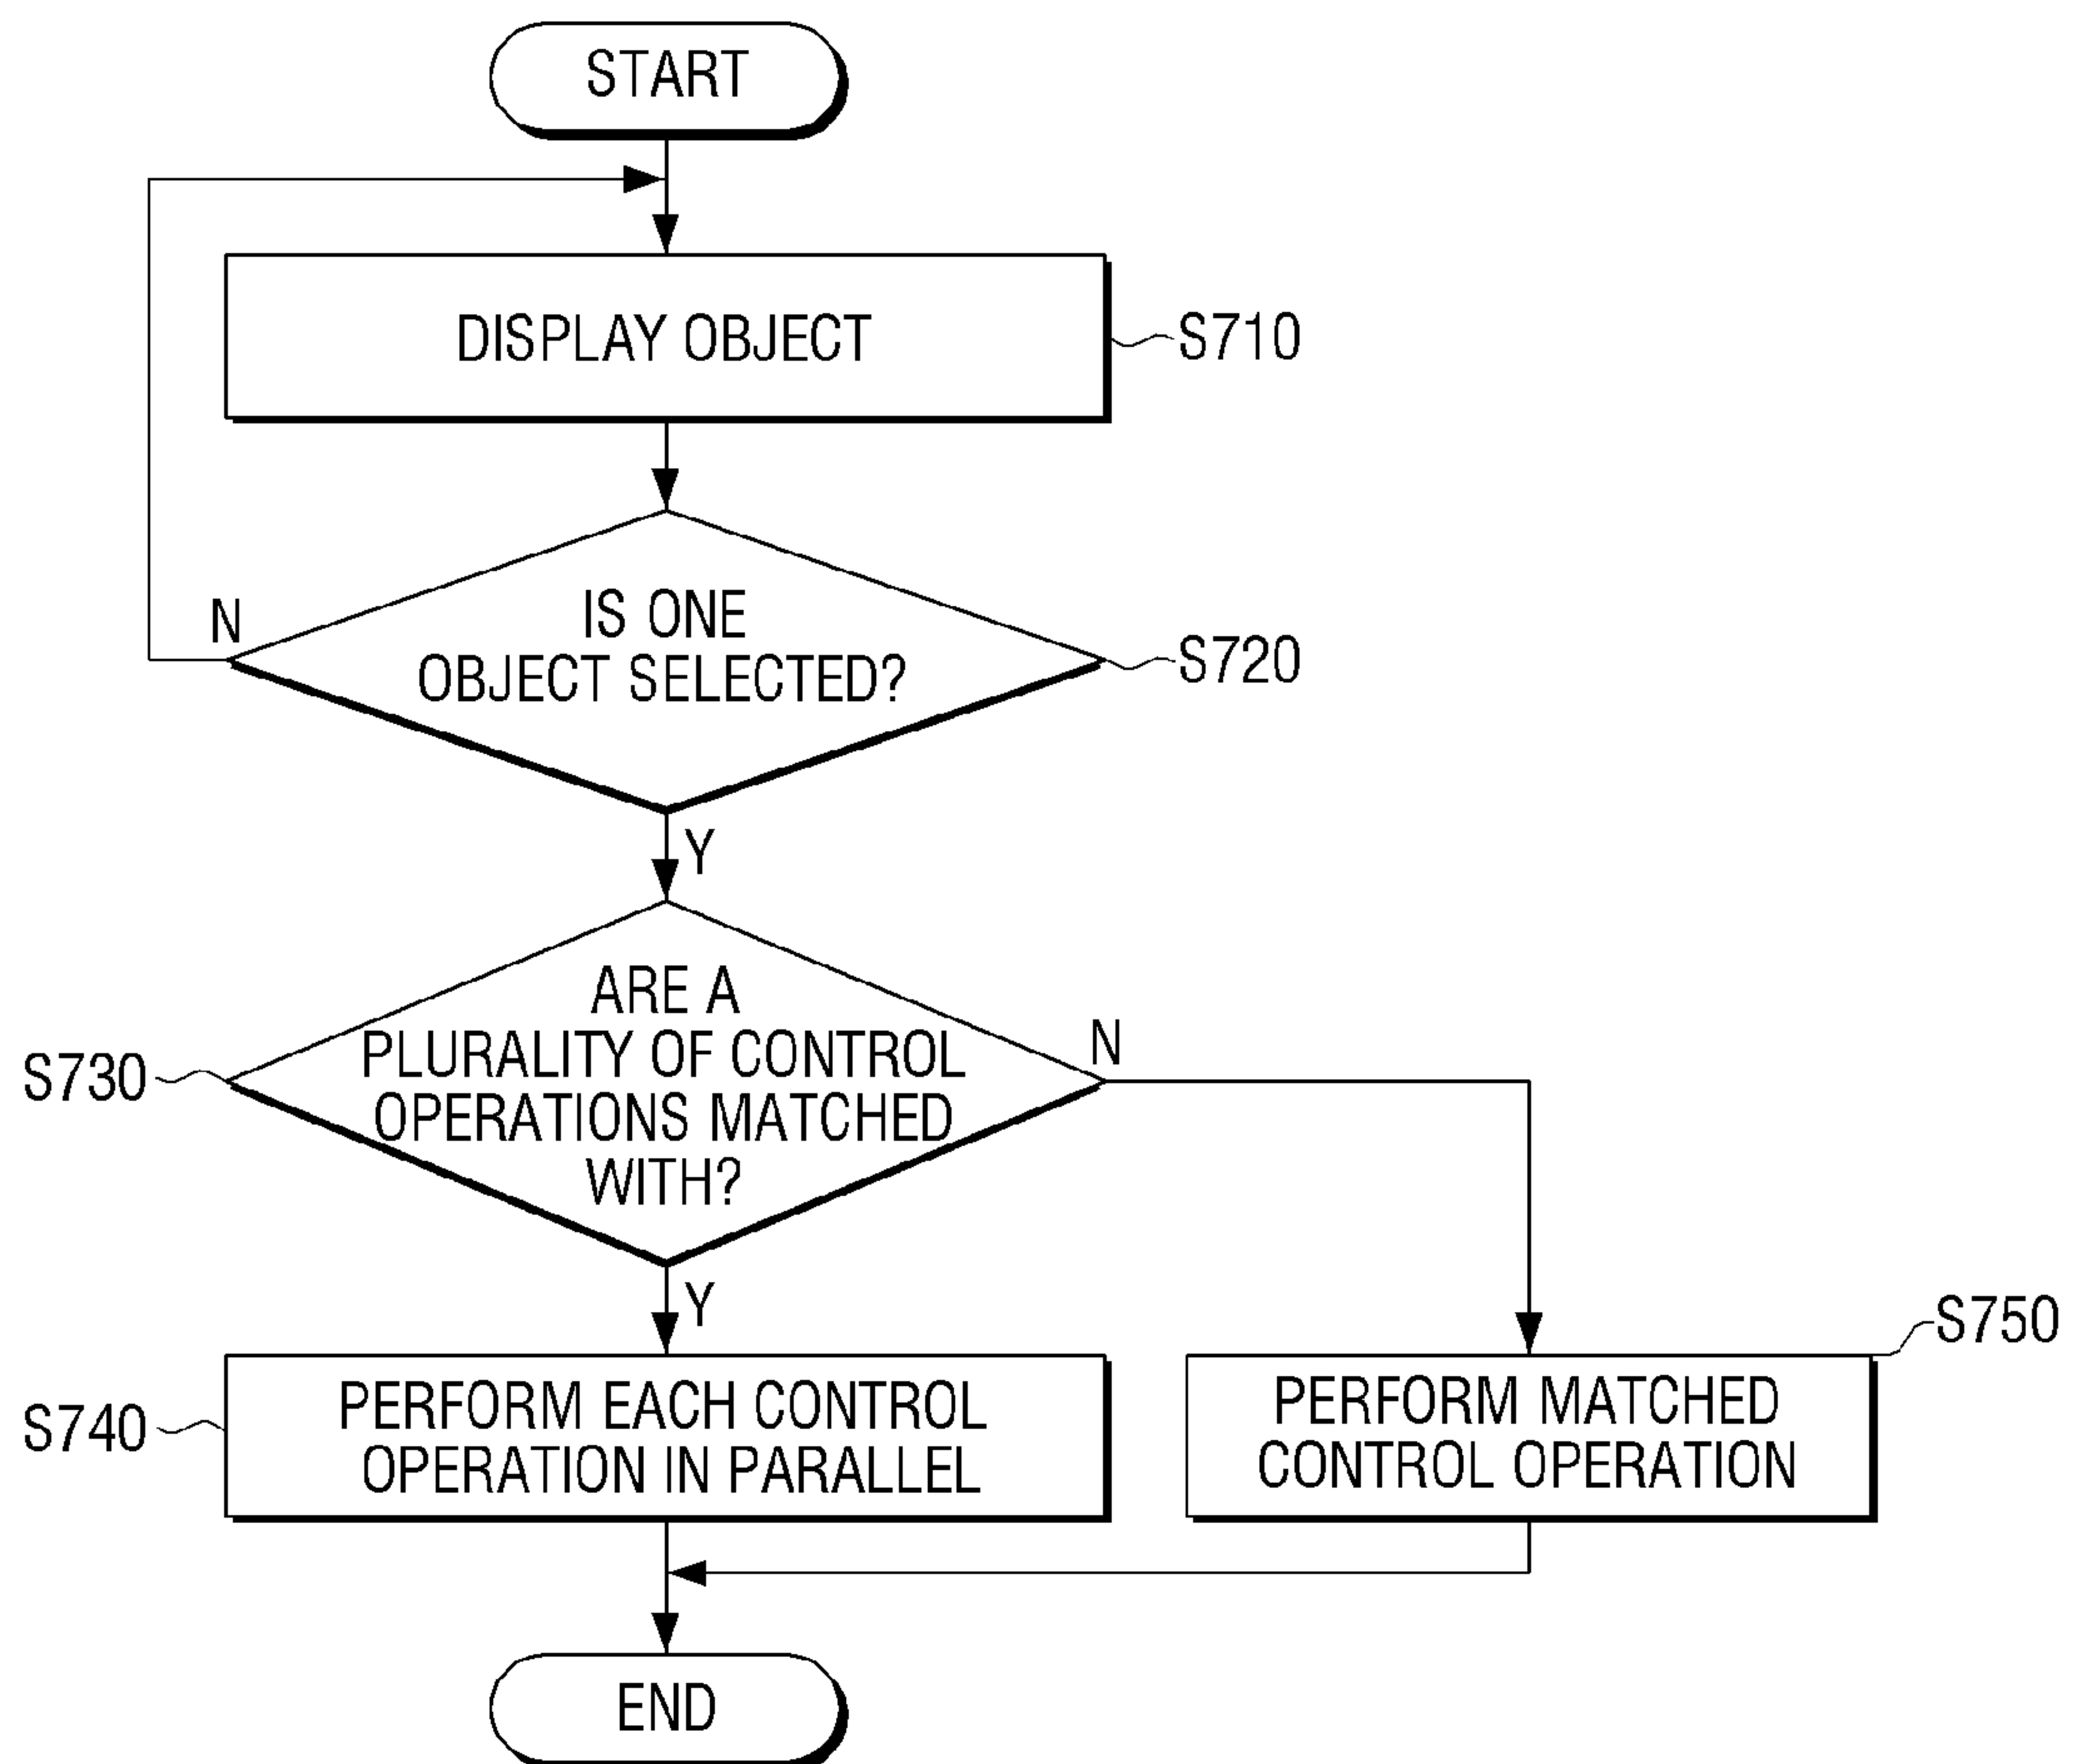 START
DISPLAY OBJECT
S710
IS ONE
OBJECT SELECTED?
S720
N
Y
ARE A
PLURALITY OF CONTROL
OPERATIONS MATCHED
WITH?
S730
N
Y
PERFORM EACH CONTROL
OPERATION IN PARALLEL
S740
PERFORM MATCHED
CONTROL OPERATION
S750
END